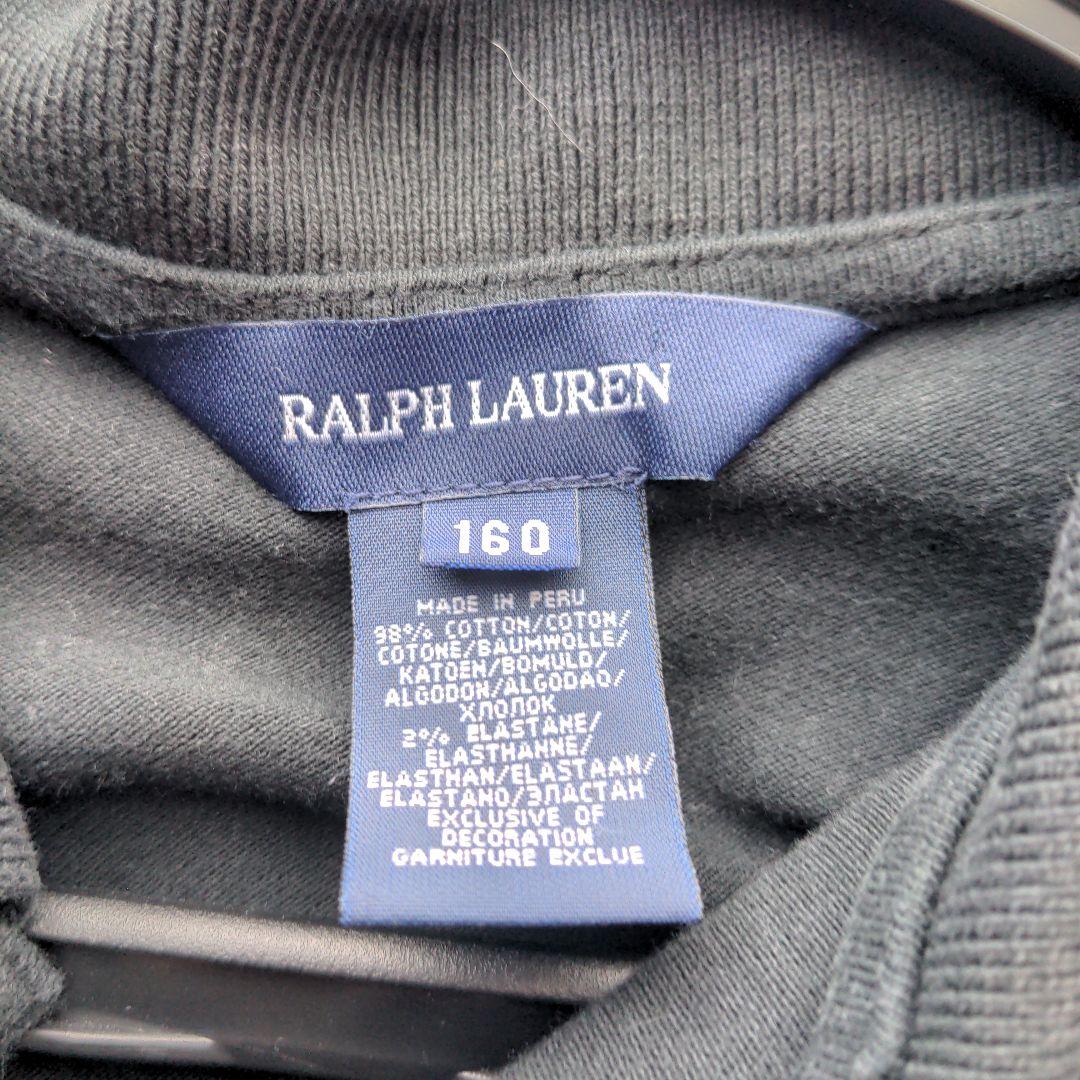 RALPH LAUREN
160
MADE IN PERU
98% COTTON/COTON/
COTONE/BAUMWOLLE/
KATOEN/BOMULD/
ALGODON/ALGODAO/
ХЛОПОК
2% ELASTANE/
ELASTHANNE/
ELASTHAN/ELASTAAN/
ELASTANO/ЭЛАСТАН
EXCLUSIVE OF
DECORATION
GARNITURE EXCLUE